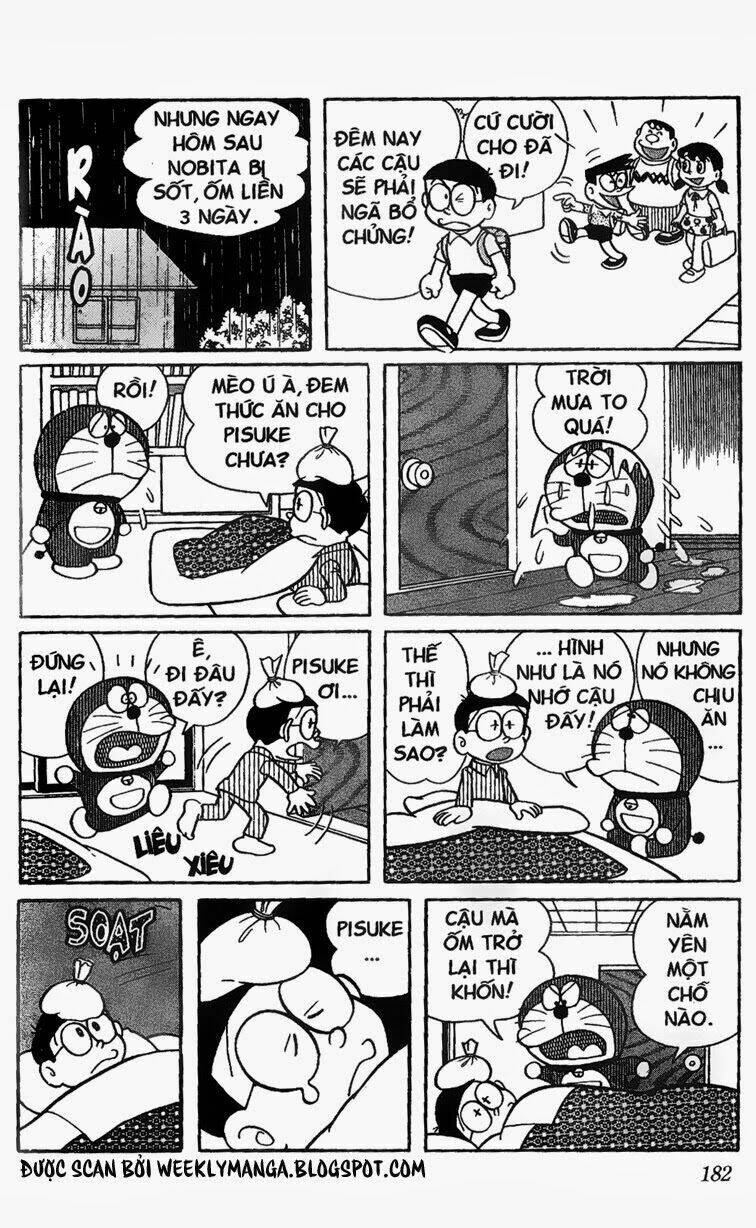 CỨ CƯỜI
CHO ĐÃ
ĐI!
ĐÊM NAY
CÁC CẬU
SẼ PHẢI
NGÃ BỔ
CHỬNG!
NHƯNG NGAY
HÔM SAU
NOBITA BỊ
SỐT, ỐM LIỀN
3 NGÀY.
RÀO
TRỜI
MƯA TO
QUÁ!
MÈO Ú À, ĐEM
THỨC ĂN CHO
PISUKE
CHƯA?
RỒI!
NHƯNG
NÓ KHÔNG
CHỊU
ĂN
...
... HÌNH
NHƯ LÀ NÓ
NHỚ CẬU
ĐẤY!
THẾ
THÌ
PHẢI
LÀM
SAO?
PISUKE
ƠI...
Ê,
ĐI ĐÂU
ĐẤY?
ĐỨNG
LẠI!
LIÊU
XIÊU
NẰM
YÊN
MỘT
CHỐ
NÀO.
CẬU MÀ
ỐM TRỞ
LẠI THÌ
KHỐN!
PISUKE
...
SOẠT
ĐƯỢC SCAN BỞI WEEKLYMANGA.BLOGSPOT.COM
182